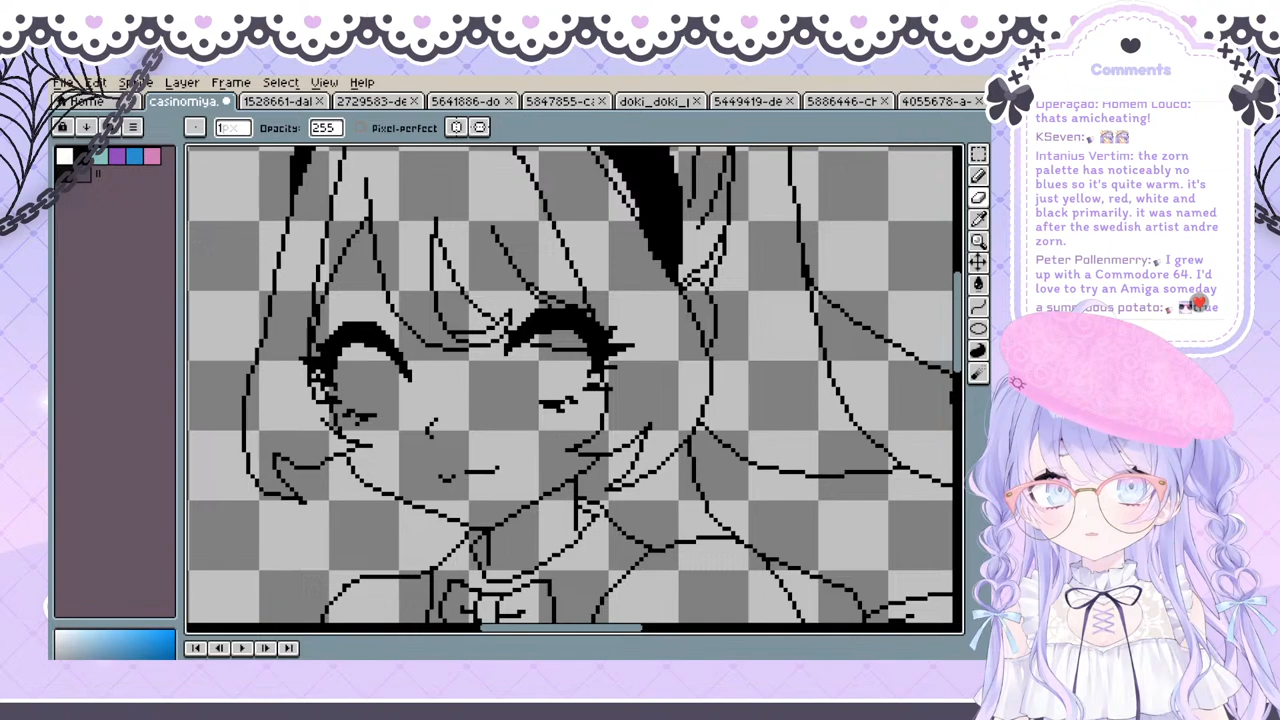 File Edit Sprite Layer Frame Select View Help
Home casinomiya. 1528661-dal 2729583-de 5641886-do 5847855-c doki_doki_l 5449419-de 5886446-ch 4055678-a-
1px Opacity: 255 Pixel-perfect
Comments
Operação: Homem Louco:
thats amicheating!
KSeven:
Intanius Vertim: the zorn
palette has noticeably no
blues so it's quite warm. it's
just yellow, red, white and
black primarily. it was named
after the swedish artist andre
zorn.
Peter Pollenmerry: I grew
up with a Commodore 64. I'd
love to try an Amiga someday
a sumptuous potato: